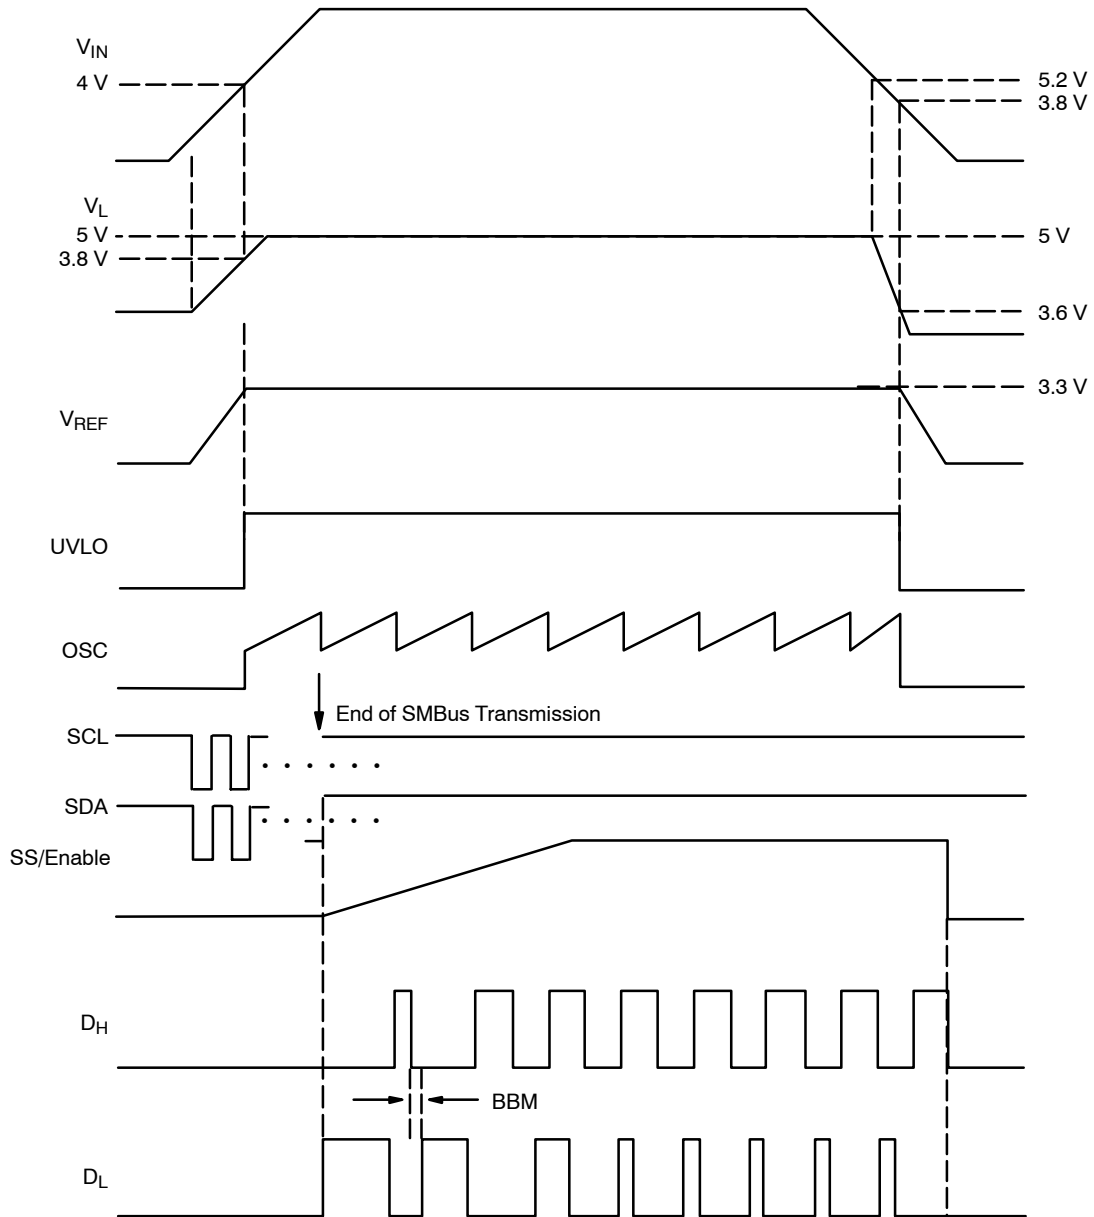 VIN
4 V
5.2 V
3.8 V
VL
5 V
5 V
3.8 V
3.6 V
3.3 V
VREF
UVLO
OSC
End of SMBus Transmission
SCL
SDA
SS/Enable
DH
BBM
DL